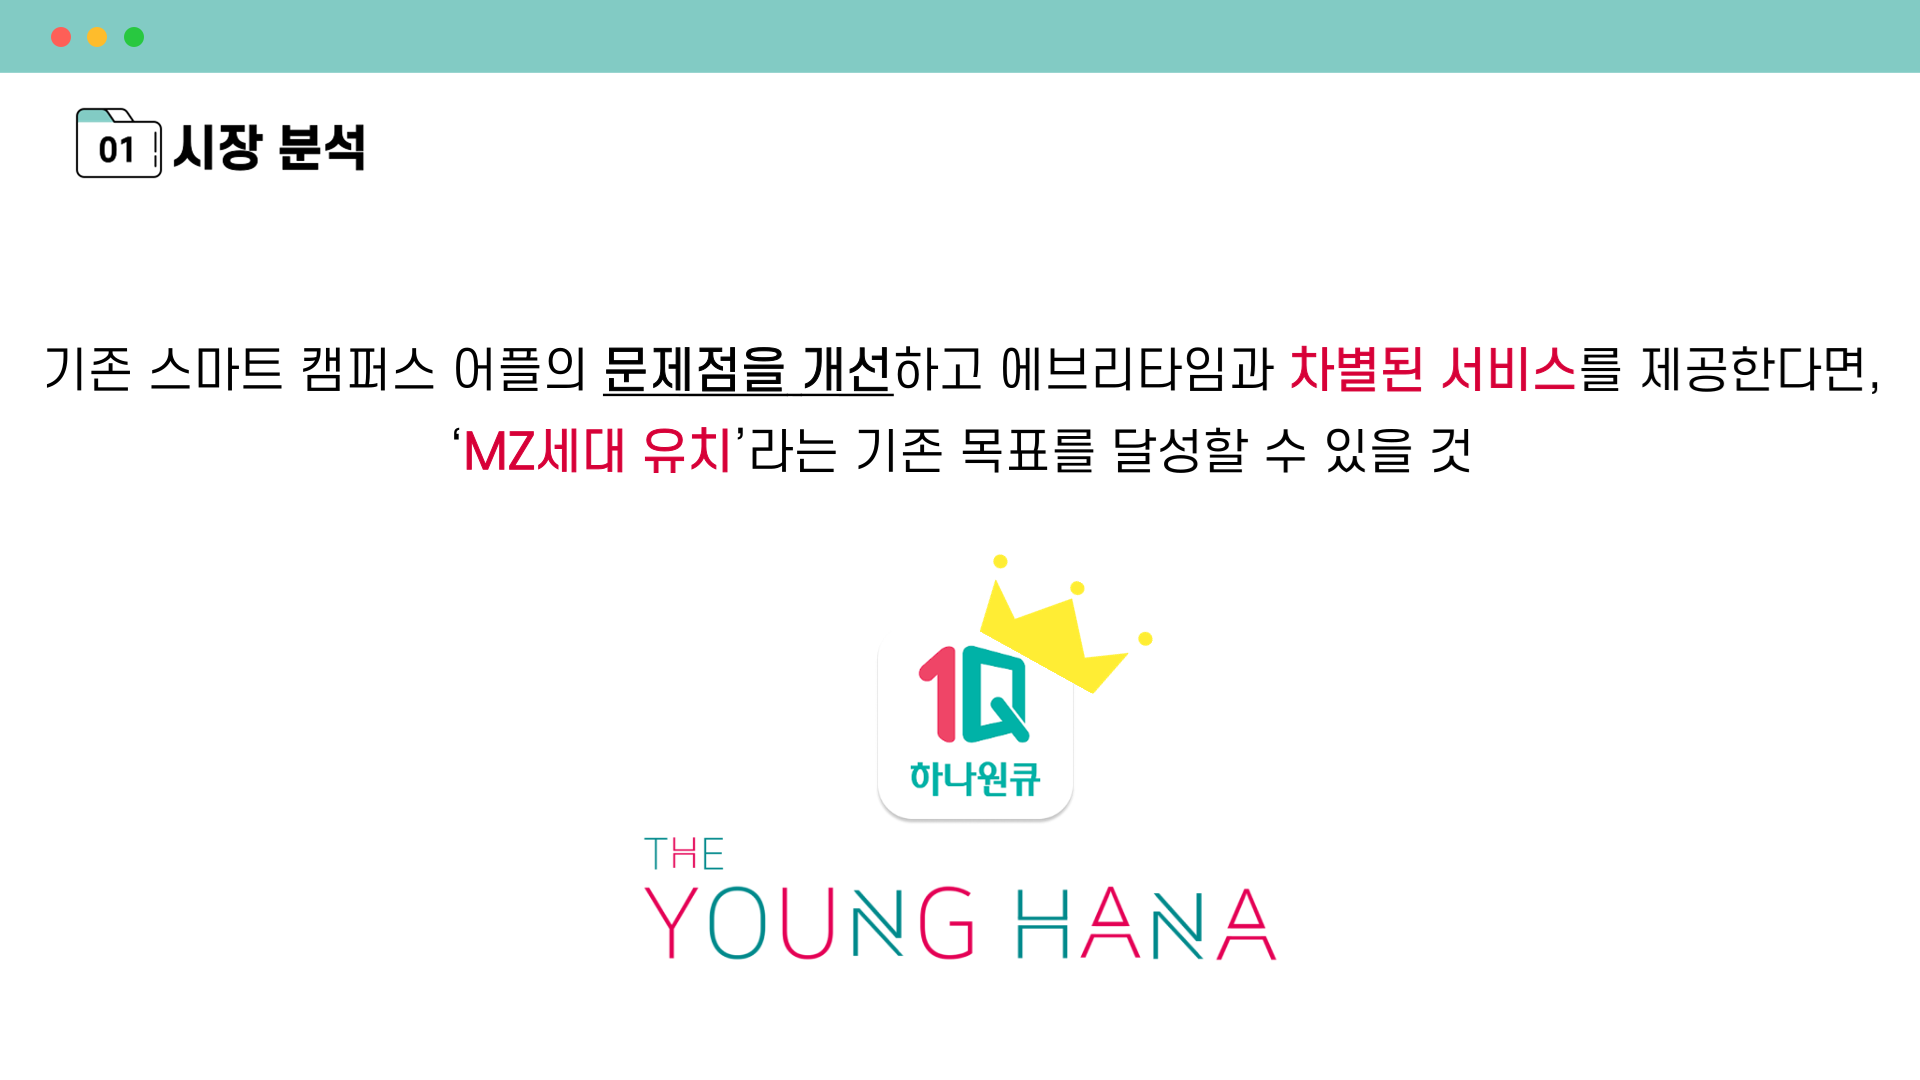 01 시장 분석
기존 스마트 캠퍼스 어플의 문제점을 개선하고 에브리타임과 차별된 서비스를 제공한다면,
‘MZ세대 유치’라는 기존 목표를 달성할 수 있을 것
1Q
하나원큐
THE
YOUNG HANA